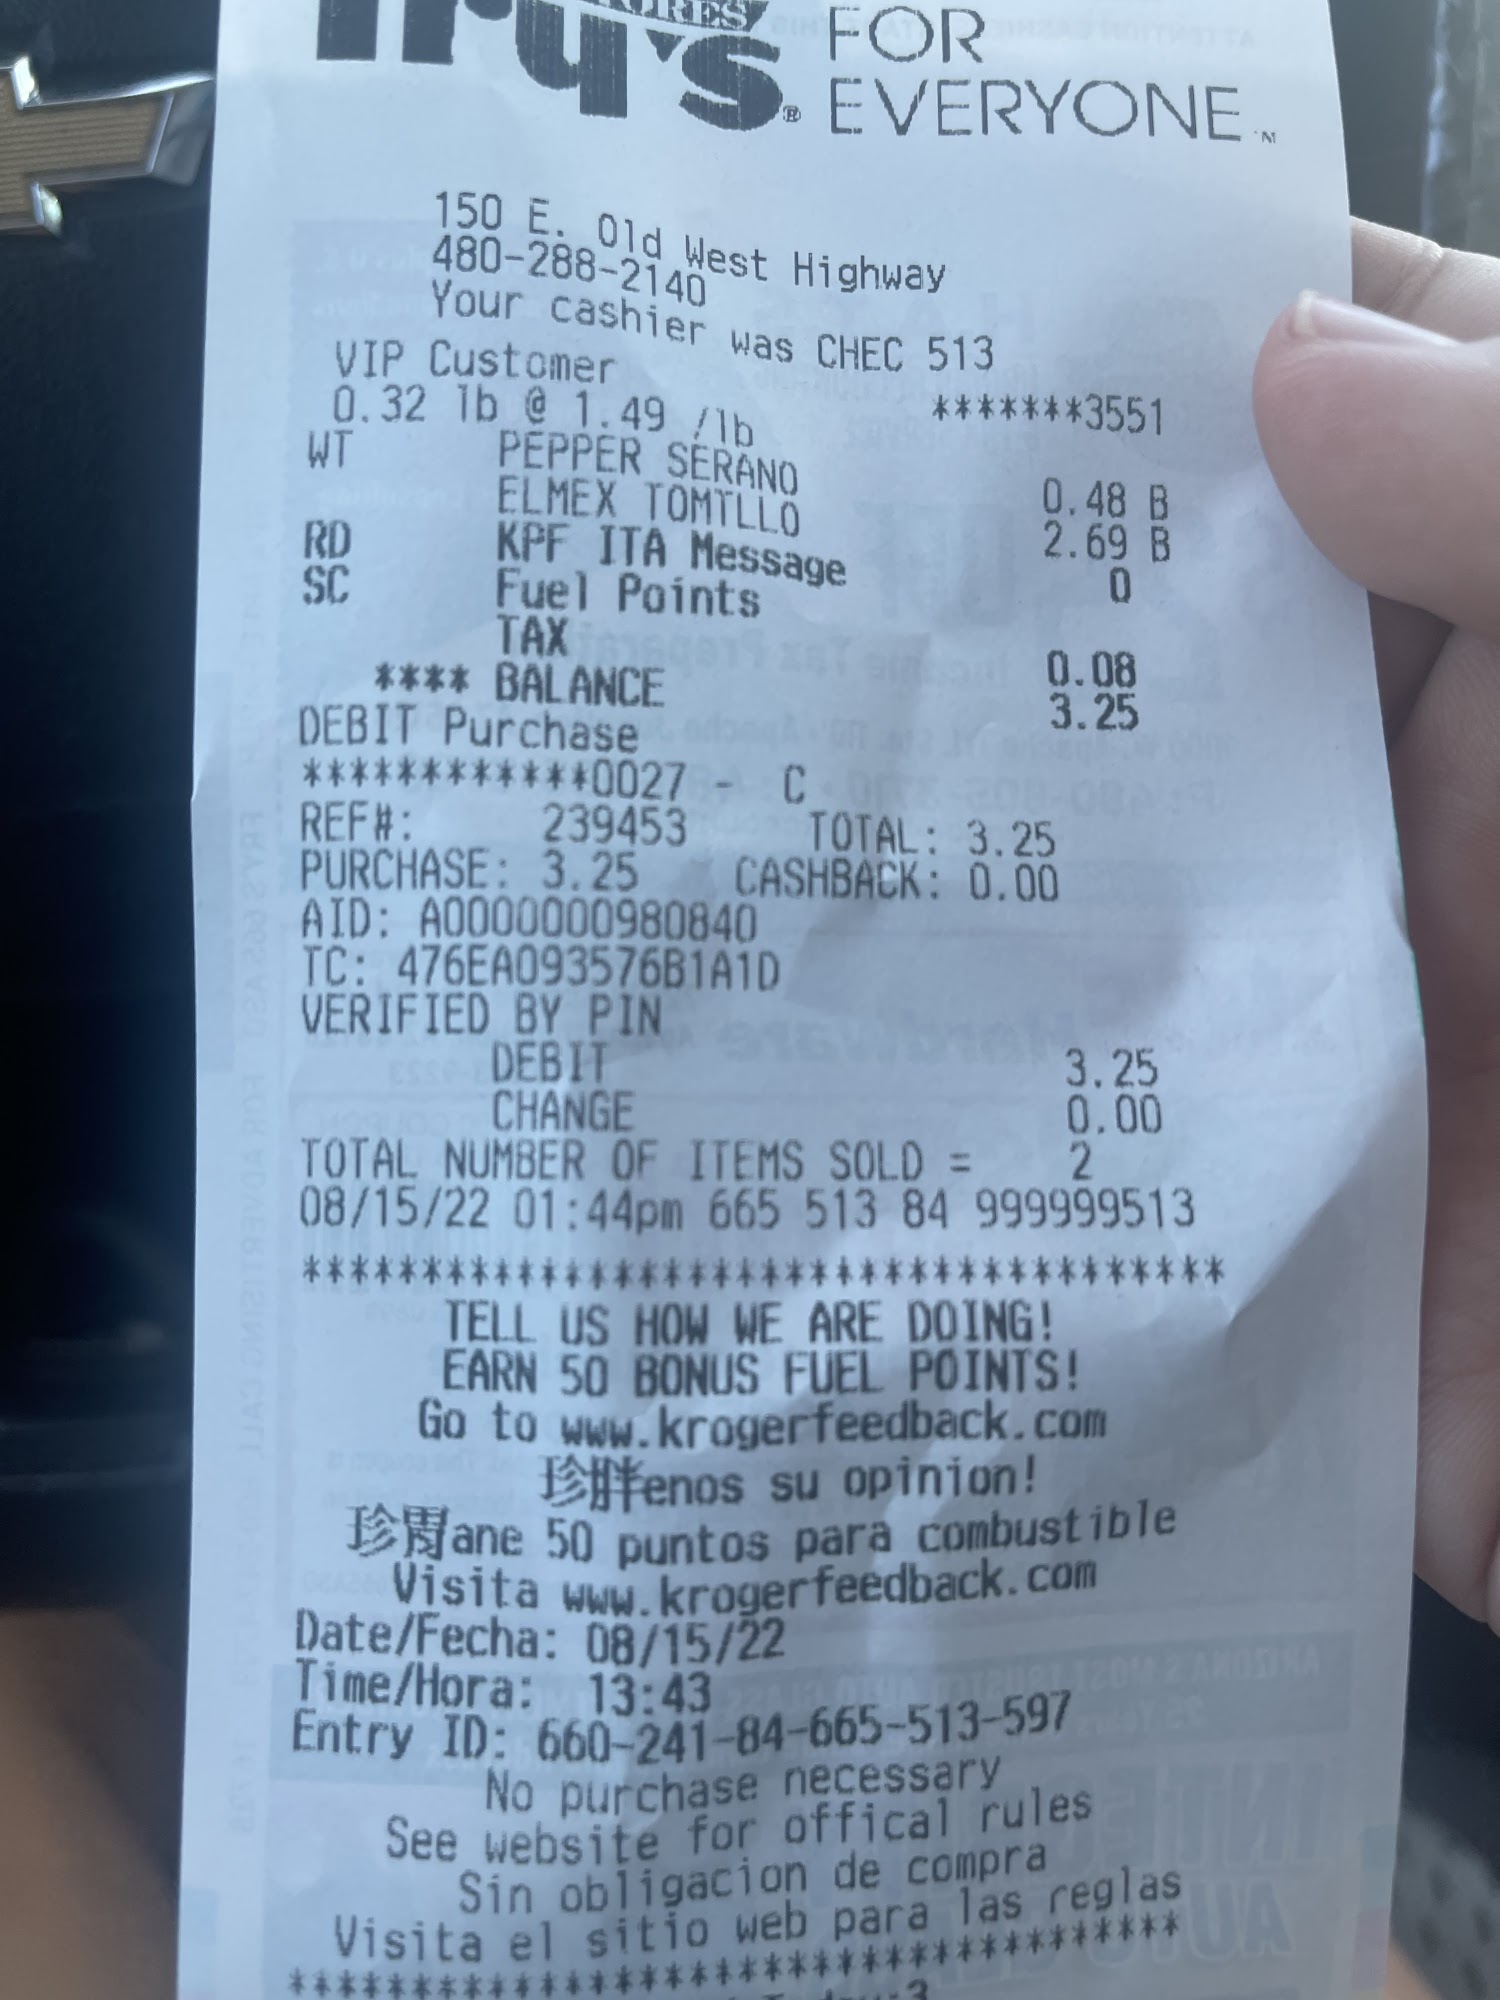 Fry's® FOR
EVERYONE™
150 E. Old West Highway
480-288-2140
Your cashier was CHEC 513
VIP Customer *******3551
0.32 lb @ 1.49 /lb
WT PEPPER SERANO 0.48 B
ELMEX TOMTLLO 2.69 B
RD KPF ITA Message 0
SC Fuel Points
TAX 0.08
**** BALANCE 3.25
DEBIT Purchase
************0027 - C
REF#: 239453 TOTAL: 3.25
PURCHASE: 3.25 CASHBACK: 0.00
AID: A0000000980840
TC: 476EA093576B1A1D
VERIFIED BY PIN
DEBIT 3.25
CHANGE 0.00
TOTAL NUMBER OF ITEMS SOLD = 2
08/15/22 01:44pm 665 513 84 999999513
***************************************
TELL US HOW WE ARE DOING!
EARN 50 BONUS FUEL POINTS!
Go to www.krogerfeedback.com
珍胖enos su opinion!
珍胃ane 50 puntos para combustible
Visita www.krogerfeedback.com
Date/Fecha: 08/15/22
Time/Hora: 13:43
Entry ID: 660-241-84-665-513-597
No purchase necessary
See website for offical rules
Sin obligacion de compra
Visita el sitio web para las reglas
***************************************